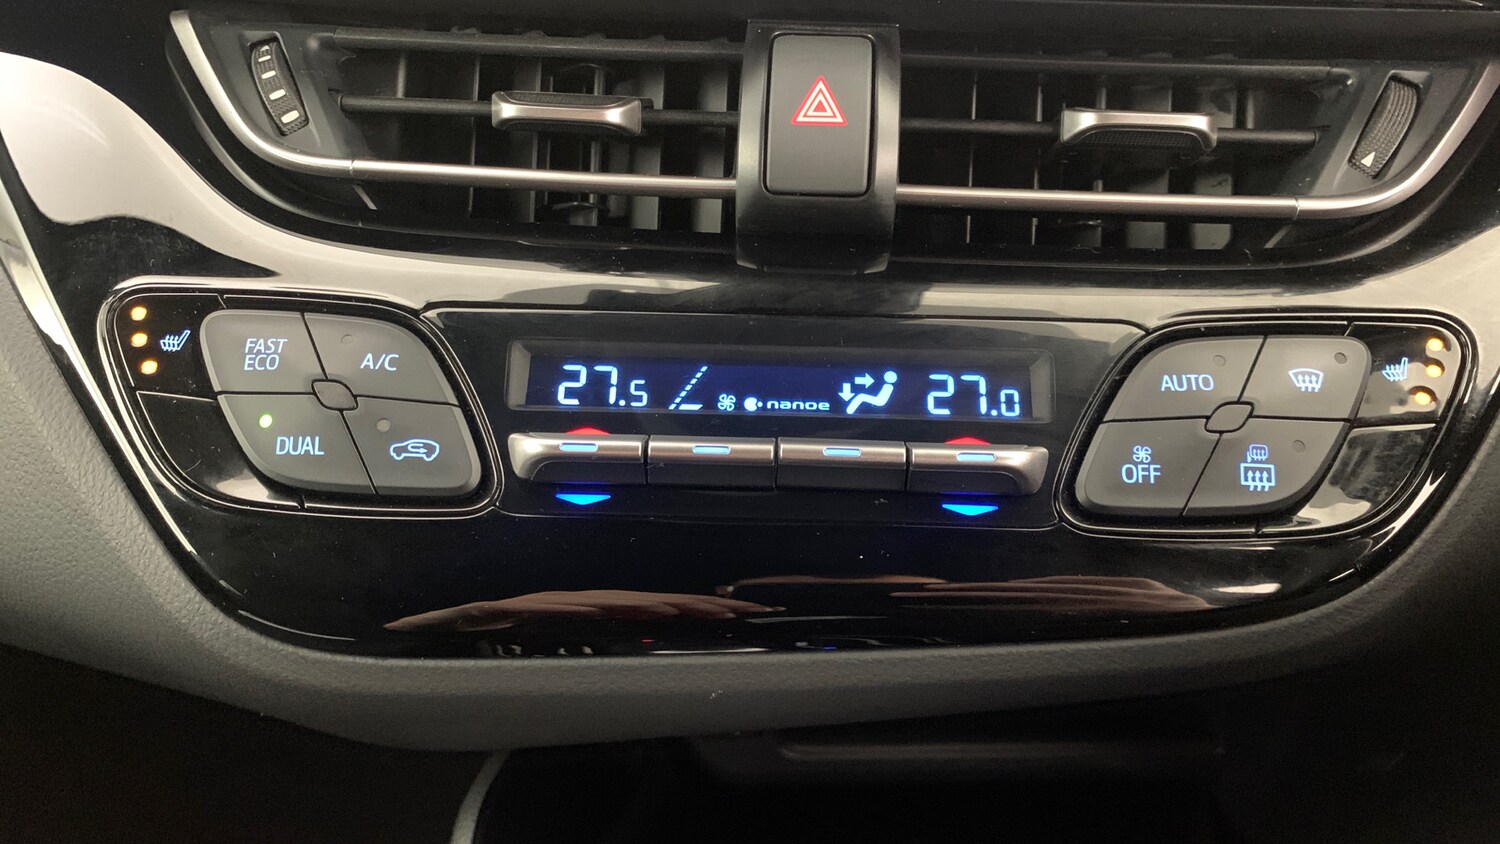 FAST
ECO
A/C
DUAL
27.5
nanoe
27.0
AUTO
OFF